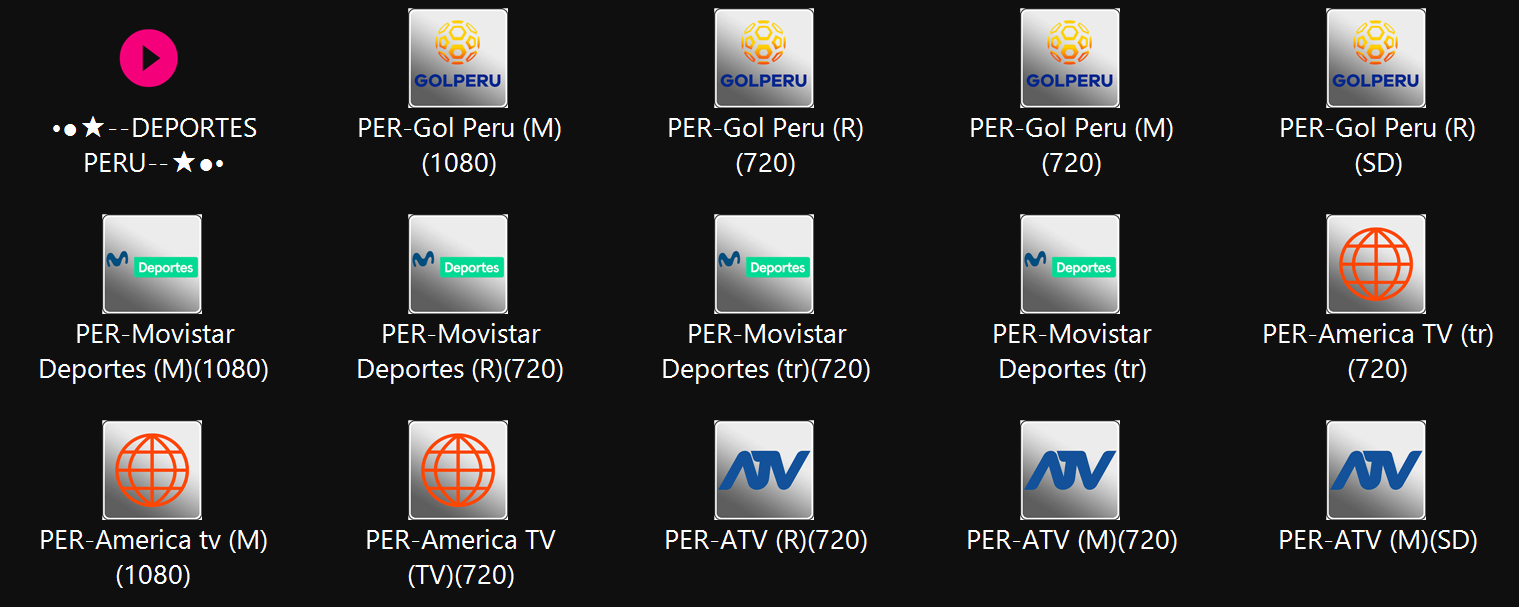 GOLPERU
GOLPERU
GOLPERU
GOLPERU
•●★--DEPORTES
PERU--★●•
PER-Gol Peru (M)
(1080)
PER-Gol Peru (R)
(720)
PER-Gol Peru (M)
(720)
PER-Gol Peru (R)
(SD)
Deportes
Deportes
Deportes
Deportes
PER-Movistar
Deportes (M)(1080)
PER-Movistar
Deportes (R)(720)
PER-Movistar
Deportes (tr)(720)
PER-Movistar
Deportes (tr)
PER-America TV (tr)
(720)
ATV
ATV
ATV
PER-America tv (M)
(1080)
PER-America TV
(TV)(720)
PER-ATV (R)(720)
PER-ATV (M)(720)
PER-ATV (M)(SD)